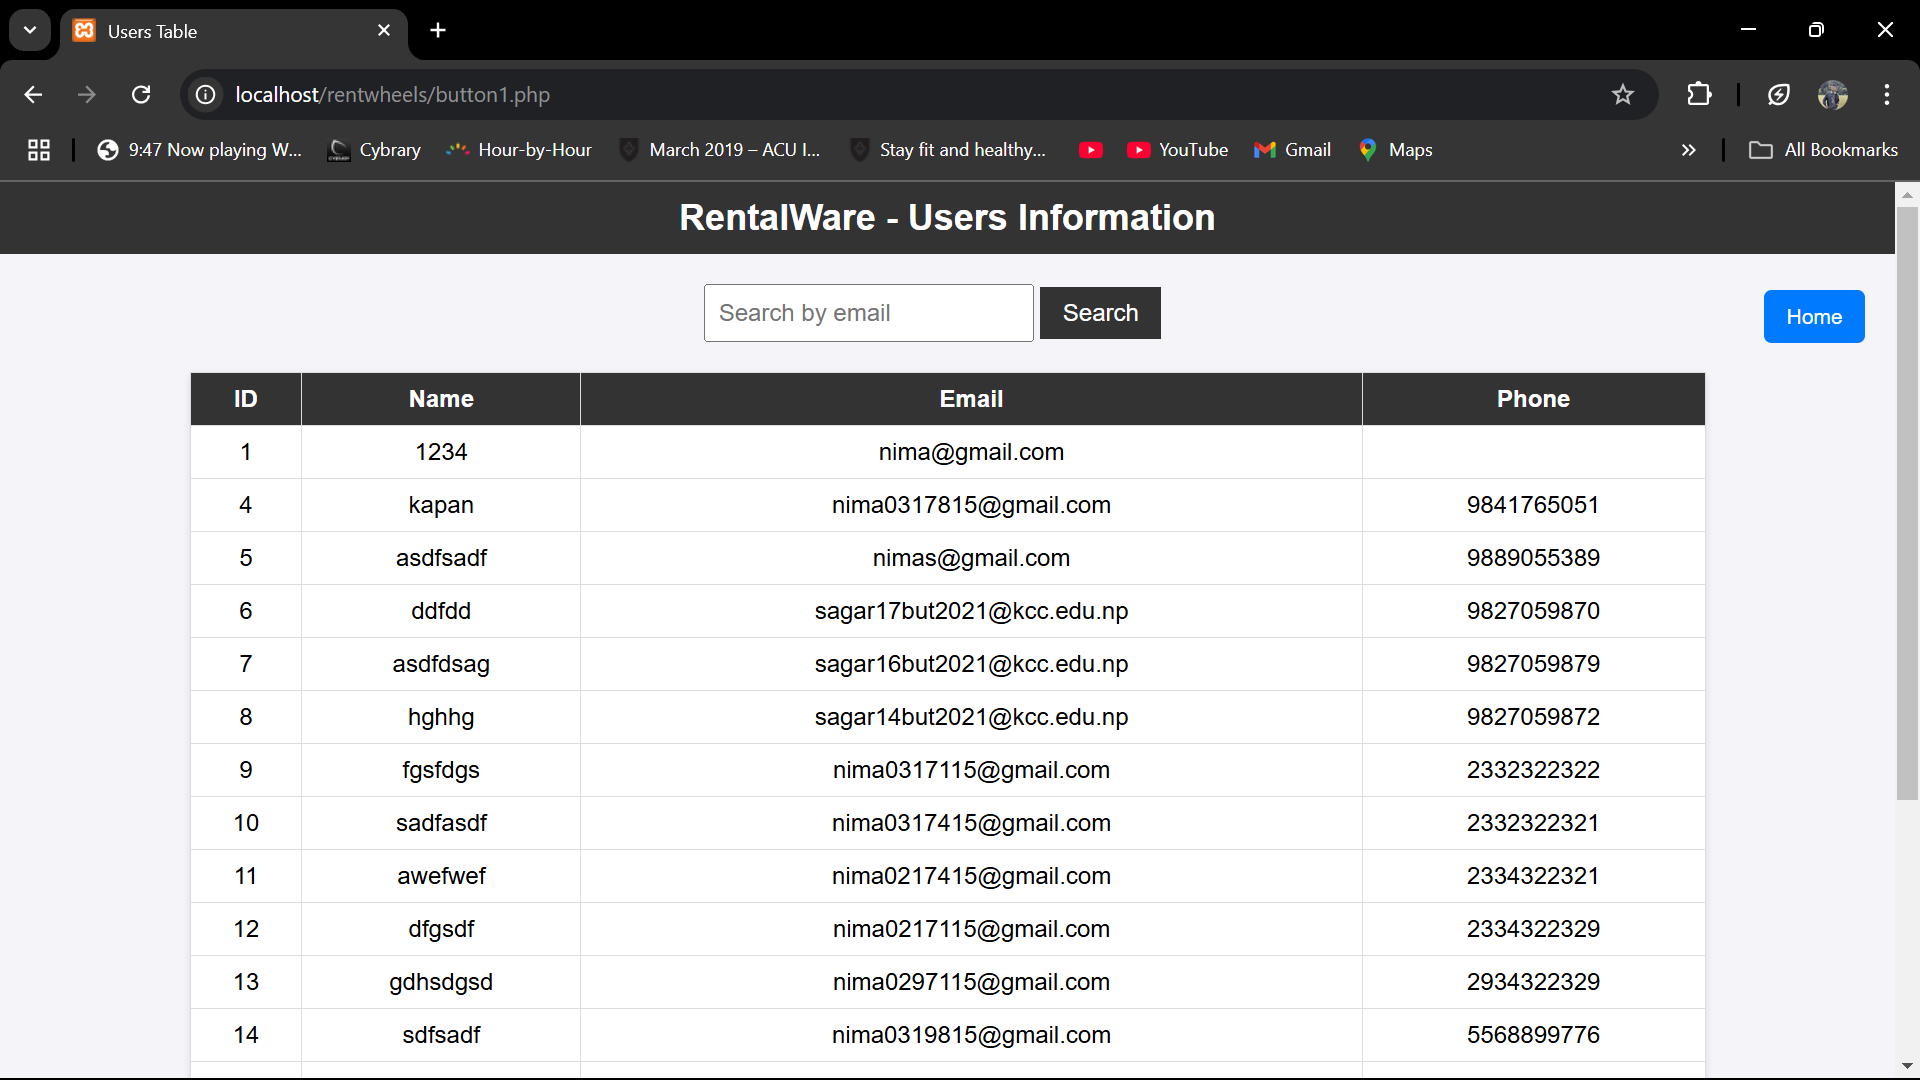 Users Table
localhost/rentwheels/button1.php
9:47 Now playing W... Cybrary Hour-by-Hour March 2019 – ACU I... Stay fit and healthy... YouTube Gmail Maps » All Bookmarks
RentalWare - Users Information
Search by email Search Home
ID Name Email Phone
1 1234 nima@gmail.com
4 kapan nima0317815@gmail.com 9841765051
5 asdfsadf nimas@gmail.com 9889055389
6 ddfdd sagar17but2021@kcc.edu.np 9827059870
7 asdfdsag sagar16but2021@kcc.edu.np 9827059879
8 hghhg sagar14but2021@kcc.edu.np 9827059872
9 fgsfdgs nima0317115@gmail.com 2332322322
10 sadfasdf nima0317415@gmail.com 2332322321
11 awefwef nima0217415@gmail.com 2334322321
12 dfgsdf nima0217115@gmail.com 2334322329
13 gdhsdgsd nima0297115@gmail.com 2934322329
14 sdfsadf nima0319815@gmail.com 5568899776